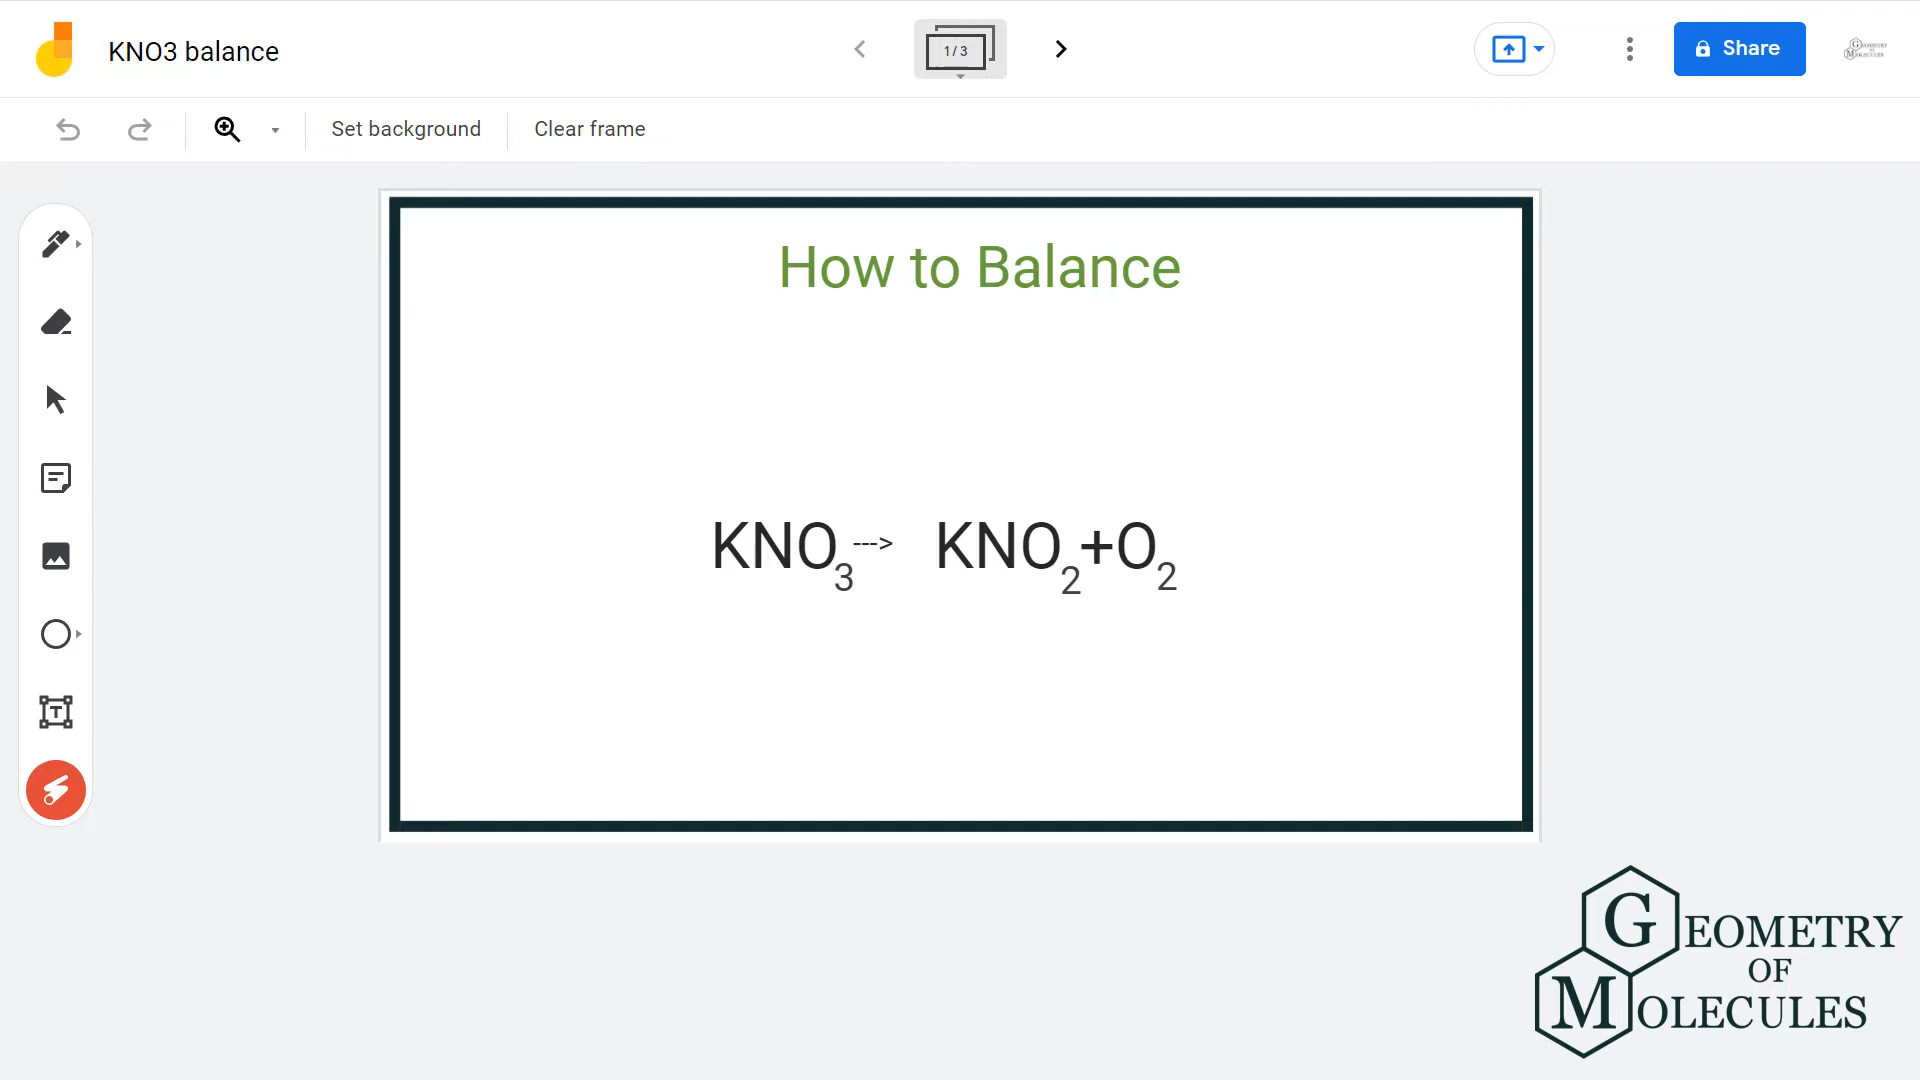 KNO3 balance
1 / 3
Share
Set background
Clear frame
How to Balance
KNO3---> KNO2+O2
T
GEOMETRY
OF
MOLECULES